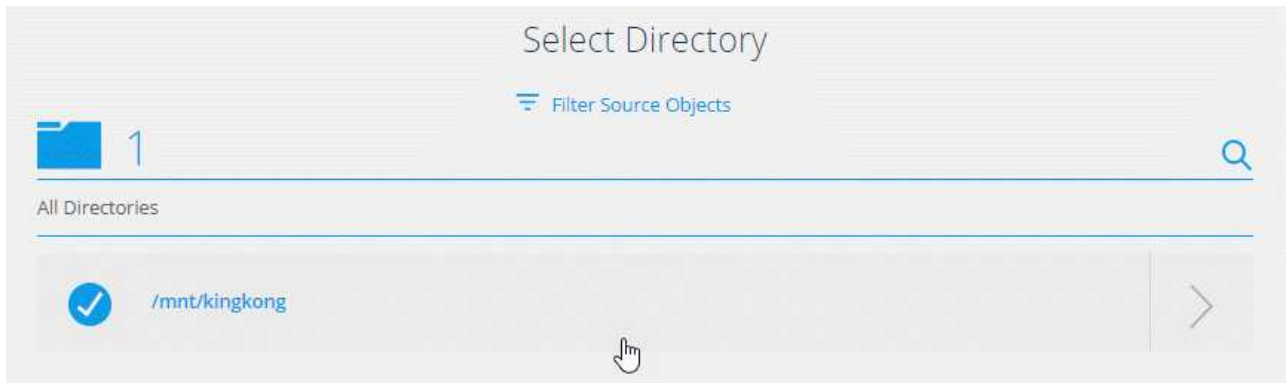 Select Directory
Filter Source Objects
1
All Directories
/mnt/kingkong